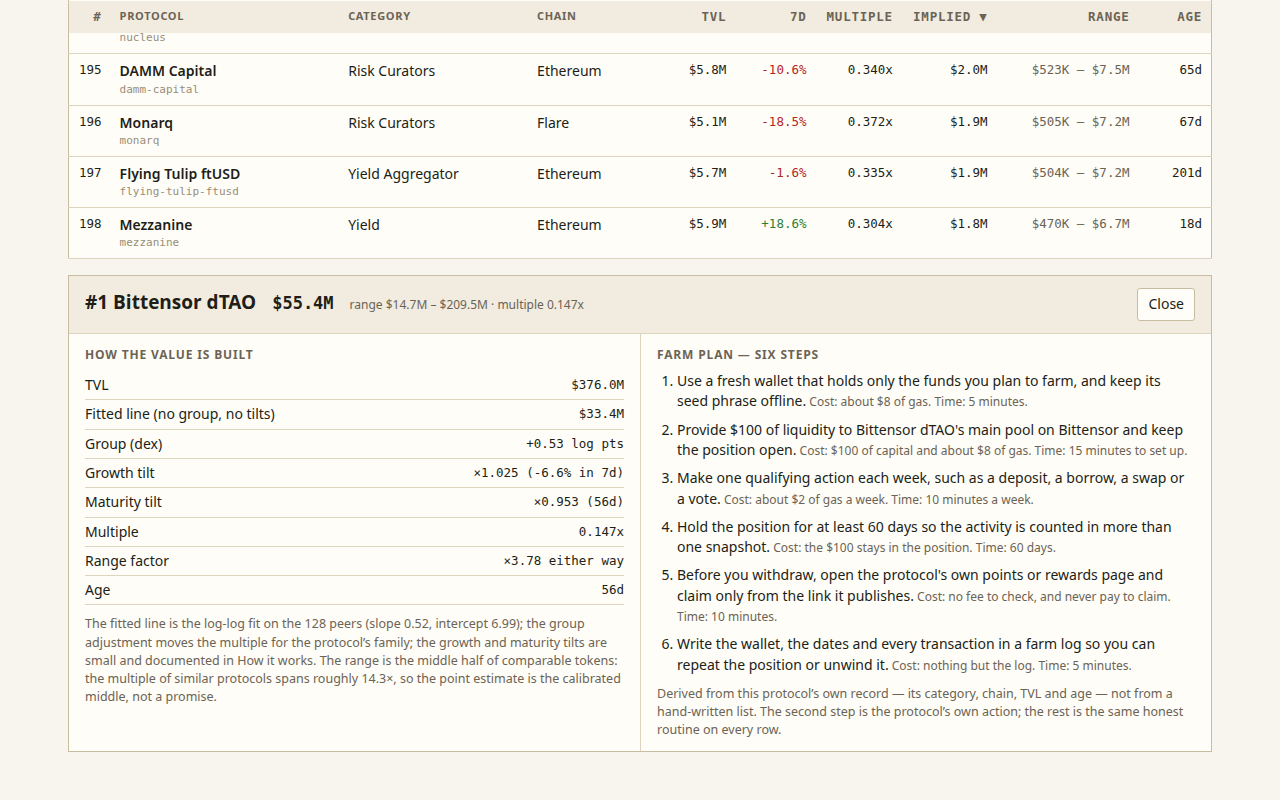 # PROTOCOL CATEGORY CHAIN TVL 7D MULTIPLE IMPLIED ▼ RANGE AGE
nucleus
195 DAMM Capital Risk Curators Ethereum $5.8M -10.6% 0.340x $2.0M $523K – $7.5M 65d
damm-capital
196 Monarq Risk Curators Flare $5.1M -18.5% 0.372x $1.9M $505K – $7.2M 67d
monarq
197 Flying Tulip ftUSD Yield Aggregator Ethereum $5.7M -1.6% 0.335x $1.9M $504K – $7.2M 201d
flying-tulip-ftusd
198 Mezzanine Yield Ethereum $5.9M +18.6% 0.304x $1.8M $470K – $6.7M 18d
mezzanine
#1 Bittensor dTAO $55.4M range $14.7M – $209.5M · multiple 0.147x Close
HOW THE VALUE IS BUILT
TVL $376.0M
Fitted line (no group, no tilts) $33.4M
Group (dex) +0.53 log pts
Growth tilt ×1.025 (-6.6% in 7d)
Maturity tilt ×0.953 (56d)
Multiple 0.147x
Range factor ×3.78 either way
Age 56d
The fitted line is the log-log fit on the 128 peers (slope 0.52, intercept 6.99); the group
adjustment moves the multiple for the protocol's family; the growth and maturity tilts are
small and documented in How it works. The range is the middle half of comparable tokens:
the multiple of similar protocols spans roughly 14.3×, so the point estimate is the calibrated
middle, not a promise.
FARM PLAN — SIX STEPS
1. Use a fresh wallet that holds only the funds you plan to farm, and keep its
seed phrase offline. Cost: about $8 of gas. Time: 5 minutes.
2. Provide $100 of liquidity to Bittensor dTAO's main pool on Bittensor and keep
the position open. Cost: $100 of capital and about $8 of gas. Time: 15 minutes to set up.
3. Make one qualifying action each week, such as a deposit, a borrow, a swap or
a vote. Cost: about $2 of gas a week. Time: 10 minutes a week.
4. Hold the position for at least 60 days so the activity is counted in more than
one snapshot. Cost: the $100 stays in the position. Time: 60 days.
5. Before you withdraw, open the protocol's own points or rewards page and
claim only from the link it publishes. Cost: no fee to check, and never pay to claim.
Time: 10 minutes.
6. Write the wallet, the dates and every transaction in a farm log so you can
repeat the position or unwind it. Cost: nothing but the log. Time: 5 minutes.
Derived from this protocol's own record — its category, chain, TVL and age — not from a
hand-written list. The second step is the protocol's own action; the rest is the same honest
routine on every row.